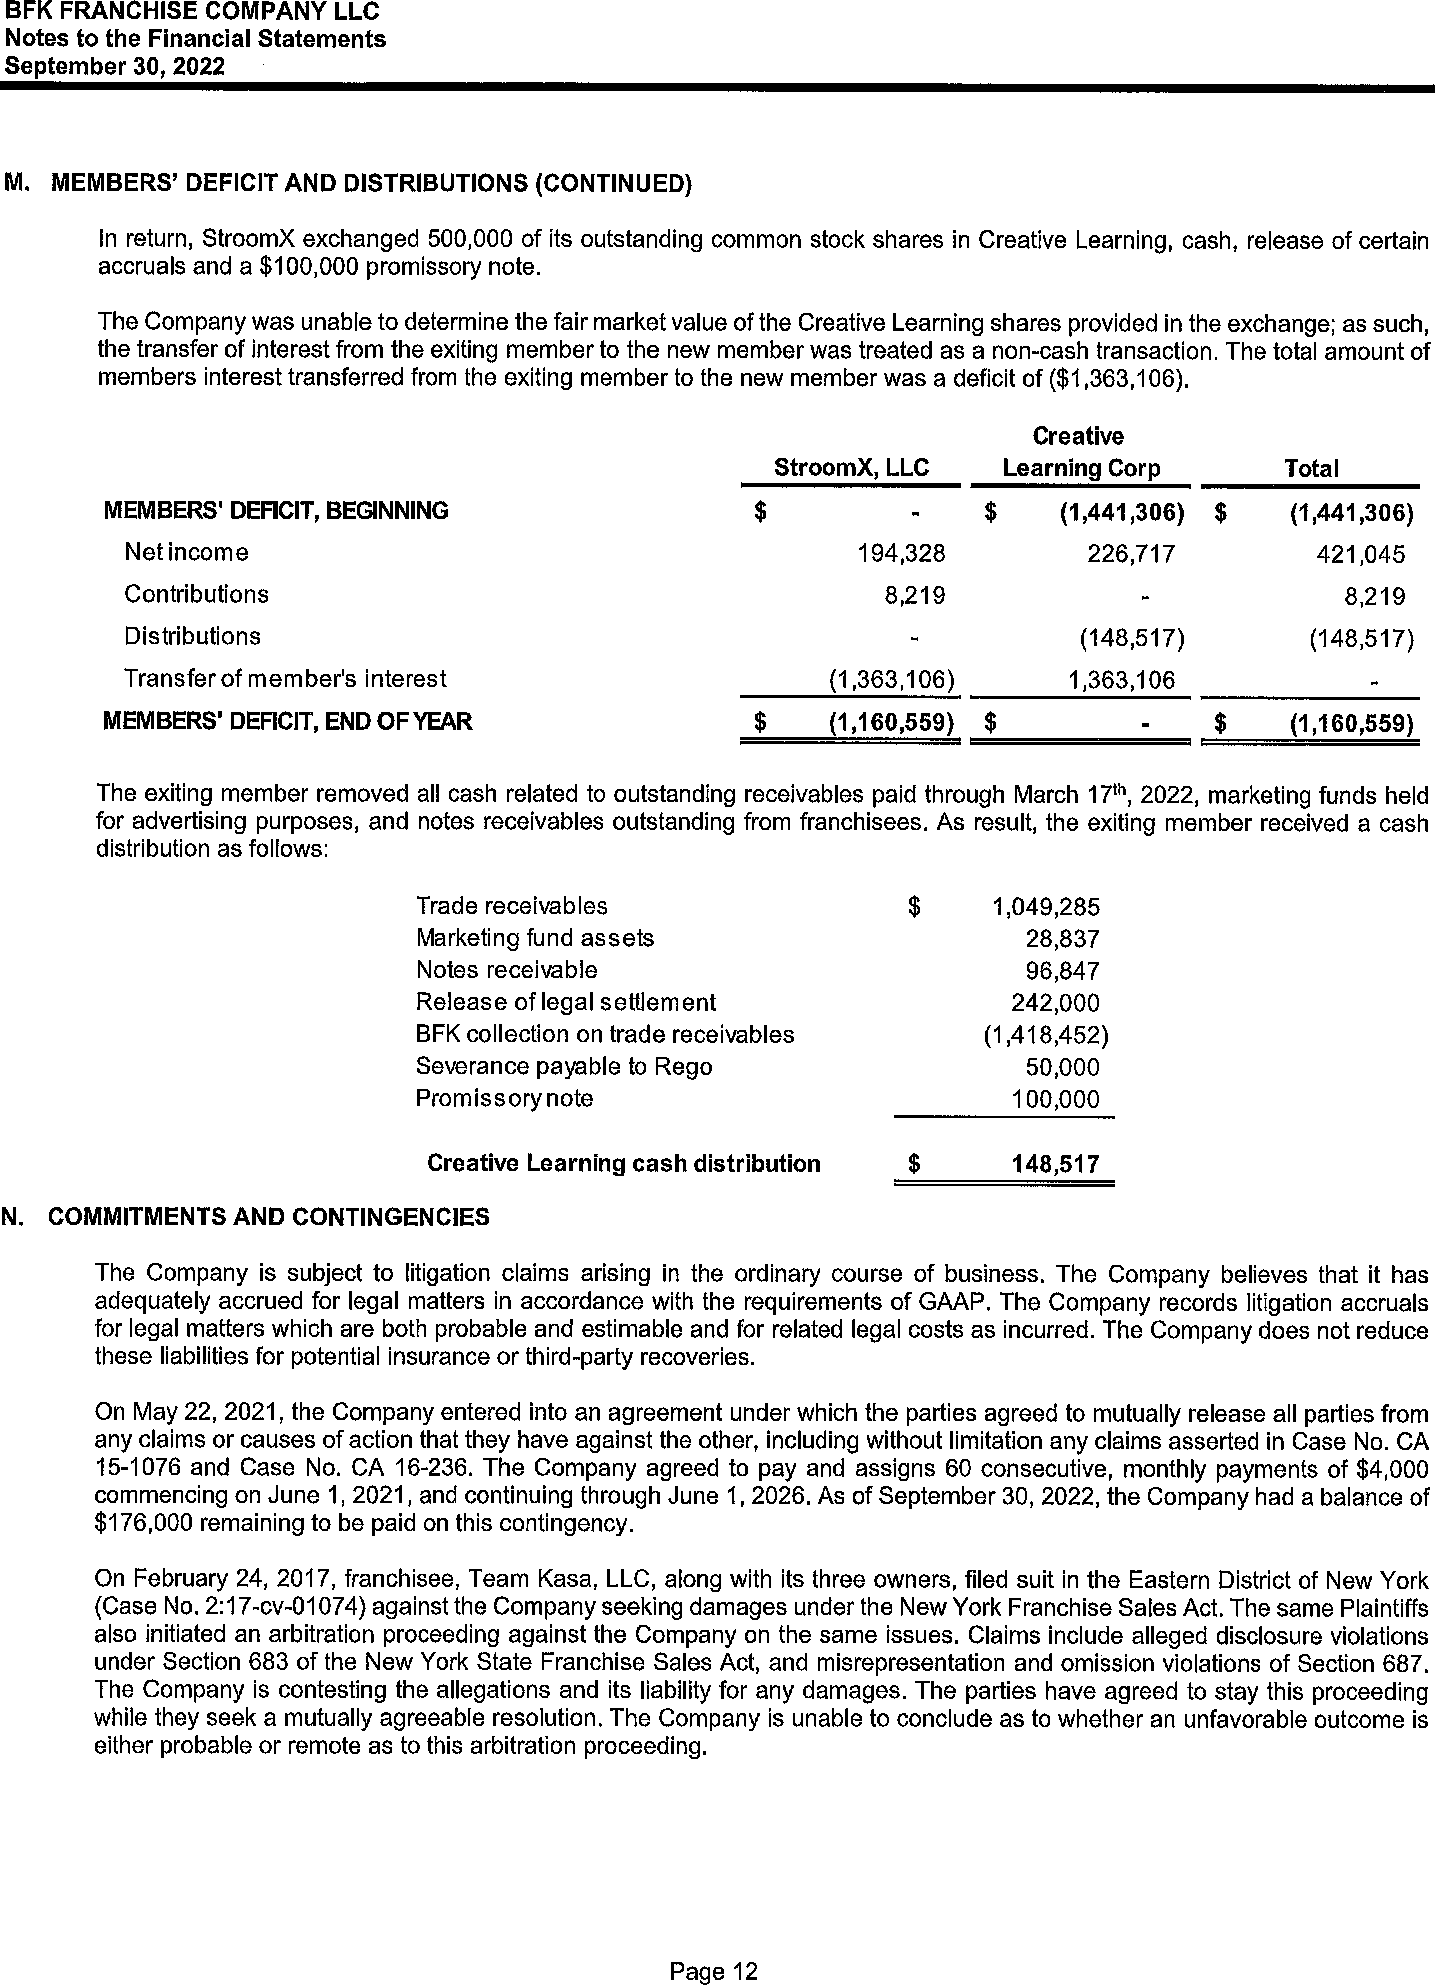 BFK FRANCHISE COMPANY LLC
Notes to the Financial Statements
September 30, 2022
M. MEMBERS' DEFICIT AND DISTRIBUTIONS (CONTINUED)
In return, StroomX exchanged 500,000 of its outstanding common stock shares in Creative Learning, cash, release of certain
accruals and a $100,000 promissory note.
The Company was unable to determine the fair market value of the Creative Learning shares provided in the exchange; as such,
the transfer of interest from the exiting member to the new member was treated as a non-cash transaction. The total amount of
members interest transferred from the exiting member to the new member was a deficit of ($1,363,106).
Creative
StroomX, LLC Learning Corp Total
MEMBERS' DEFICIT, BEGINNING $ - $ (1,441,306) $ (1,441,306)
Net income 194,328 226,717 421,045
Contributions 8,219 - 8,219
Distributions - (148,517) (148,517)
Transfer of member's interest (1,363,106) 1,363,106 -
MEMBERS' DEFICIT, END OF YEAR $ (1,160,559) $ - $ (1,160,559)
The exiting member removed all cash related to outstanding receivables paid through March 17th, 2022, marketing funds held
for advertising purposes, and notes receivables outstanding from franchisees. As result, the exiting member received a cash
distribution as follows:
Trade receivables $ 1,049,285
Marketing fund assets 28,837
Notes receivable 96,847
Release of legal settlement 242,000
BFK collection on trade receivables (1,418,452)
Severance payable to Rego 50,000
Promissory note 100,000
Creative Learning cash distribution $ 148,517
N. COMMITMENTS AND CONTINGENCIES
The Company is subject to litigation claims arising in the ordinary course of business. The Company believes that it has
adequately accrued for legal matters in accordance with the requirements of GAAP. The Company records litigation accruals
for legal matters which are both probable and estimable and for related legal costs as incurred. The Company does not reduce
these liabilities for potential insurance or third-party recoveries.
On May 22, 2021, the Company entered into an agreement under which the parties agreed to mutually release all parties from
any claims or causes of action that they have against the other, including without limitation any claims asserted in Case No. CA
15-1076 and Case No. CA 16-236. The Company agreed to pay and assigns 60 consecutive, monthly payments of $4,000
commencing on June 1, 2021, and continuing through June 1, 2026. As of September 30, 2022, the Company had a balance of
$176,000 remaining to be paid on this contingency.
On February 24, 2017, franchisee, Team Kasa, LLC, along with its three owners, filed suit in the Eastern District of New York
(Case No. 2:17-cv-01074) against the Company seeking damages under the New York Franchise Sales Act. The same Plaintiffs
also initiated an arbitration proceeding against the Company on the same issues. Claims include alleged disclosure violations
under Section 683 of the New York State Franchise Sales Act, and misrepresentation and omission violations of Section 687.
The Company is contesting the allegations and its liability for any damages. The parties have agreed to stay this proceeding
while they seek a mutually agreeable resolution. The Company is unable to conclude as to whether an unfavorable outcome is
either probable or remote as to this arbitration proceeding.
Page 12